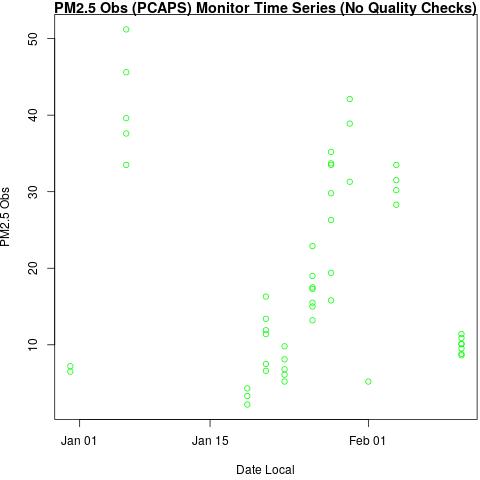 PM2.5 Obs (PCAPS) Monitor Time Series (No Quality Checks)
50
40
30
20
10
PM2.5 Obs
Jan 01 Jan 15 Feb 01
Date Local